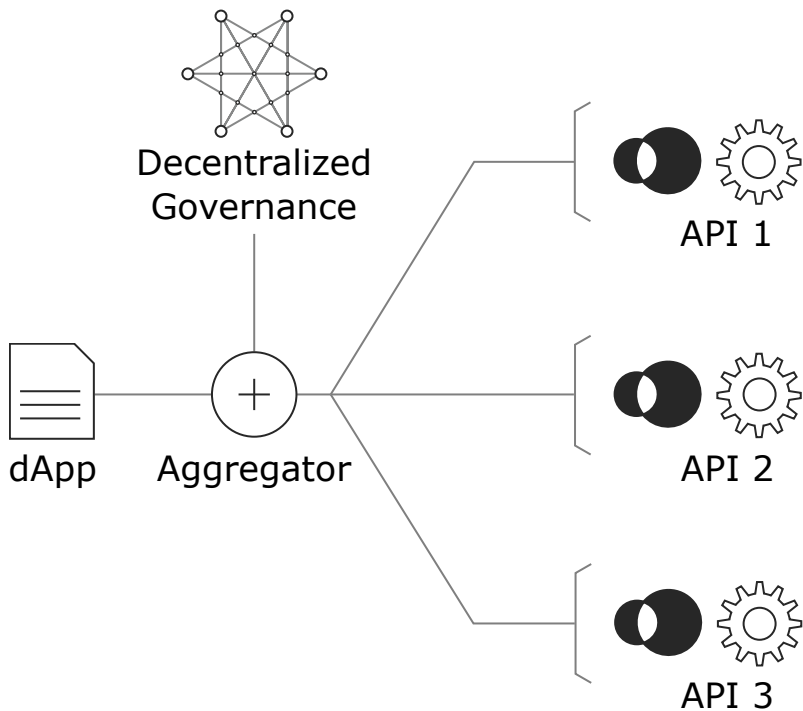 Decentralized
Governance
API 1
dApp
Aggregator
API 2
API 3